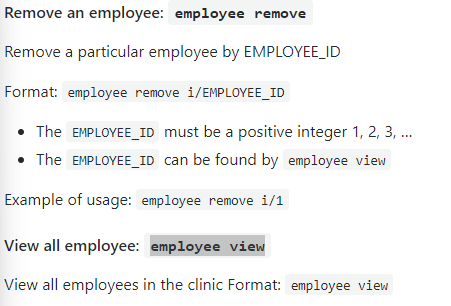 Remove an employee: employee remove
Remove a particular employee by EMPLOYEE_ID
Format: employee remove i/EMPLOYEE_ID
• The EMPLOYEE_ID must be a positive integer 1, 2, 3, ...
• The EMPLOYEE_ID can be found by employee view
Example of usage: employee remove i/1
View all employee: employee view
View all employees in the clinic Format: employee view